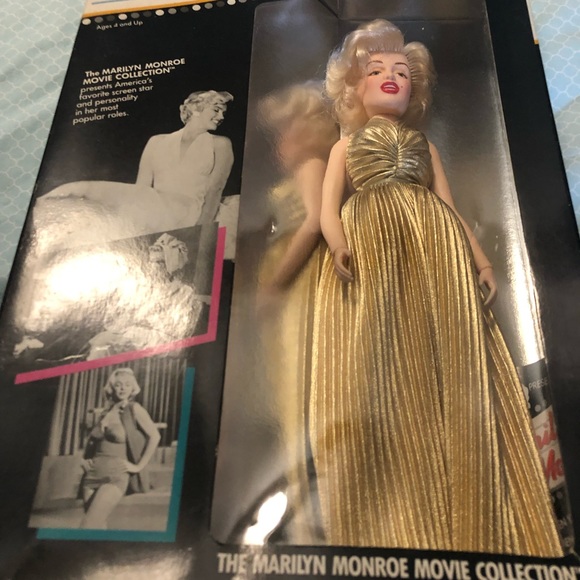 Ages 4 and Up
The MARILYN MONROE
MOVIE COLLECTION™
presents America's
favorite screen star
and personality
in her most
popular roles.
THE MARILYN MONROE MOVIE COLLECTION™